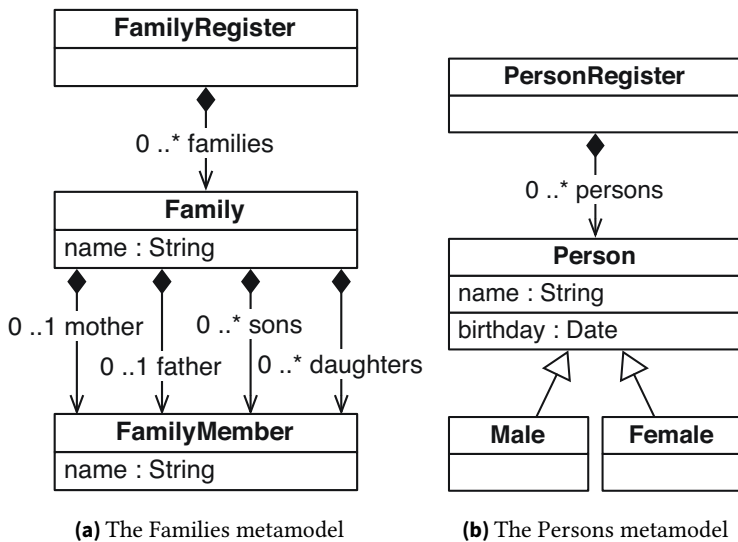 FamilyRegister
0 ..* families
Family
name : String
0 ..1 mother
0 ..* sons
0 ..1 father
0 ..* daughters
FamilyMember
name : String
(a) The Families metamodel
PersonRegister
0 ..* persons
Person
name : String
birthday : Date
Male
Female
(b) The Persons metamodel